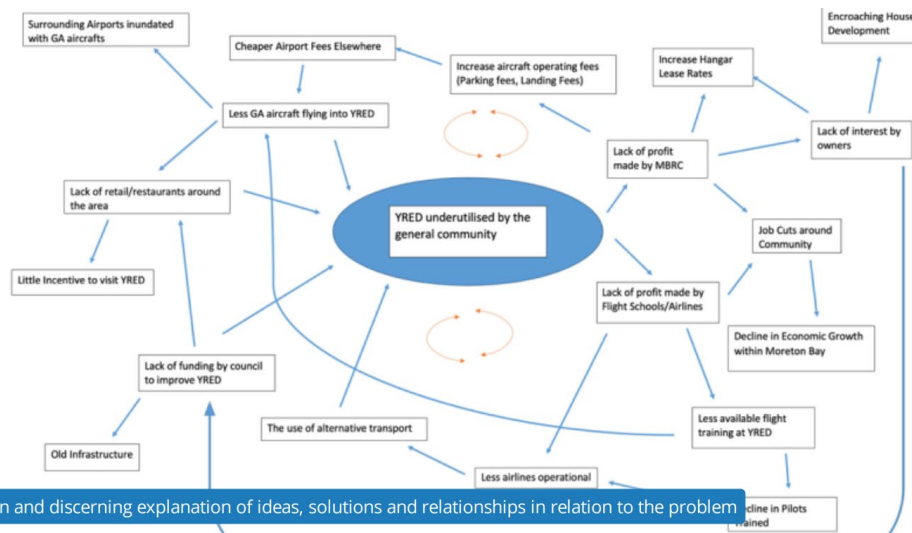 Surrounding Airports inundated
with GA aircrafts
Cheaper Airport Fees Elsewhere
Increase aircraft operating fees
(Parking fees, Landing Fees)
Increase Hangar
Lease Rates
Encroaching House
Development
Less GA aircraft flying into YRED
Lack of profit
made by MBRC
Lack of interest by
owners
Lack of retail/restaurants around
the area
YRED underutilised by the
general community
Job Cuts around
Community
Little Incentive to visit YRED
Lack of profit made by
Flight Schools/Airlines
Decline in Economic Growth
within Moreton Bay
Lack of funding by council
to improve YRED
The use of alternative transport
Less available flight
training at YRED
Old Infrastructure
Less airlines operational
n and discerning explanation of ideas, solutions and relationships in relation to the problem
ecline in Pilots
rained